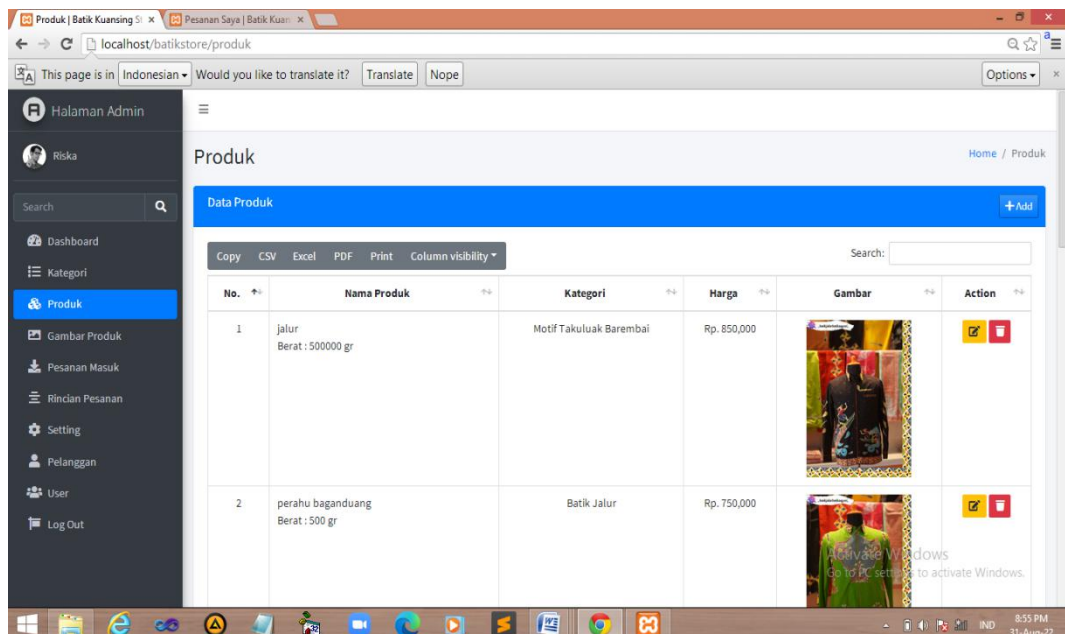 Produk | Batik Kuansing St
Pesanan Saya | Batik Kuan
localhost/batikstore/produk
This page is in Indonesian Would you like to translate it? Translate Nope Options
Halaman Admin
Riska
Produk
Home / Produk
Search
Data Produk
+Add
Dashboard
Kategori
Produk
Gambar Produk
Pesanan Masuk
Rincian Pesanan
Setting
Pelanggan
User
Log Out
Copy CSV Excel PDF Print Column visibility
Search:
No. Nama Produk Kategori Harga Gambar Action
1 jalur Motif Takuluak Barembai Rp. 850,000
Berat : 500000 gr
2 perahu baganduang Batik Jalur Rp. 750,000
Berat : 500 gr
Activate Windows
Go to PC settings to activate Windows.
IND
8:55 PM
31-Aug-22